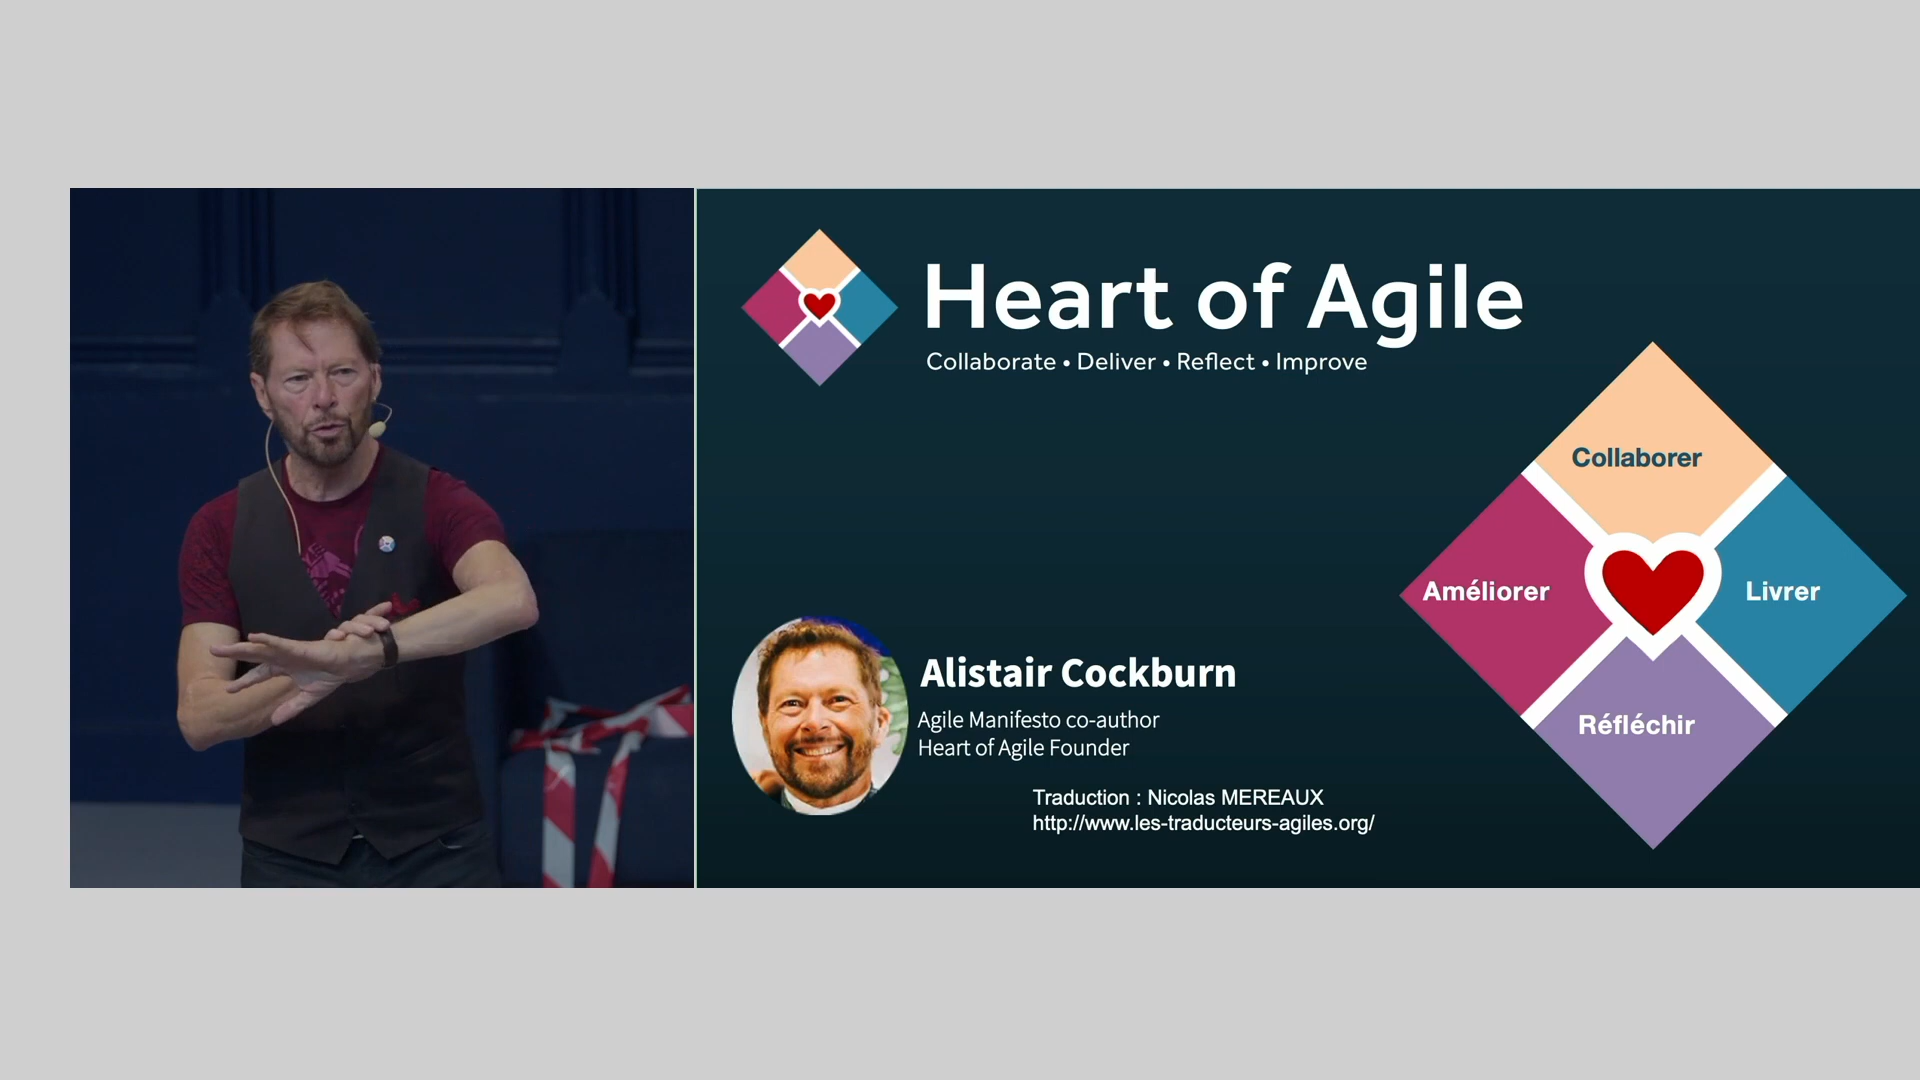 Heart of Agile
Collaborate • Deliver • Reflect • Improve
Collaborer
Améliorer
Livrer
Réfléchir
Alistair Cockburn
Agile Manifesto co-author
Heart of Agile Founder
Traduction : Nicolas MEREAUX
http://www.les-traducteurs-agiles.org/